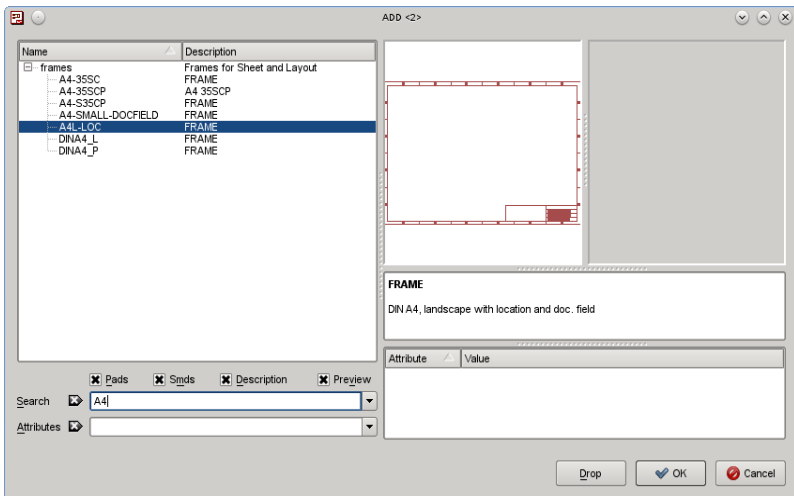 ADD <2>
Name Description
frames Frames for Sheet and Layout
A4-35SC FRAME
A4-35SCP A4 35SCP
A4-S35CP FRAME
A4-SMALL-DOCFIELD FRAME
A4L-LOC FRAME
DINA4_L FRAME
DINA4_P FRAME
FRAME
DIN A4, landscape with location and doc. field
Attribute Value
Pads Smds Description Preview
Search A4
Attributes
Drop OK Cancel